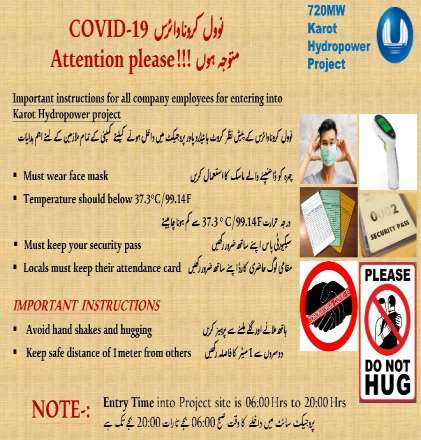 نوول کروناوائرس COVID-19
متوجہ ہوں Attention please!!!
720MW
Karot
Hydropower
Project
Important instructions for all company employees for entering into
Karot Hydropower project
نوول کروناوائرس کے پیش نظر کروٹ ہائیڈرو پاور پروجیکٹ میں داخل ہونے کیلئے کمپنی کے تمام ملازمین کے لئے اہم ہدایات
▪ Must wear face mask چہرہ کو ڈھانپنے والے ماسک کا استعمال کریں
▪ Temperature should below 37.3°C/99.14F
درجہ حرارت 37.3 °C/99.14F سے کم ہونا چاہیئے
▪ Must keep your security pass سیکیورٹی پاس اپنے ساتھ ضرور رکھیں
▪ Locals must keep their attendance card مقامی لوگ حاضری کارڈ اپنے ساتھ ضرور رکھیں
0002
SECURITY PASS
IMPORTANT INSTRUCTIONS
▪ Avoid hand shakes and hugging ہاتھ ملانے اور گلے ملنے سے پرہیز کریں
▪ Keep safe distance of 1meter from others دوسروں سے 1 میٹر کا فاصلہ رکھیں
PLEASE
DO NOT
HUG
NOTE-: Entry Time into Project site is 06:00 Hrs to 20:00 Hrs
پروجیکٹ سائٹ میں داخلے کا وقت صبح 06:00 بجے تا رات 20:00 بجے تک ہے